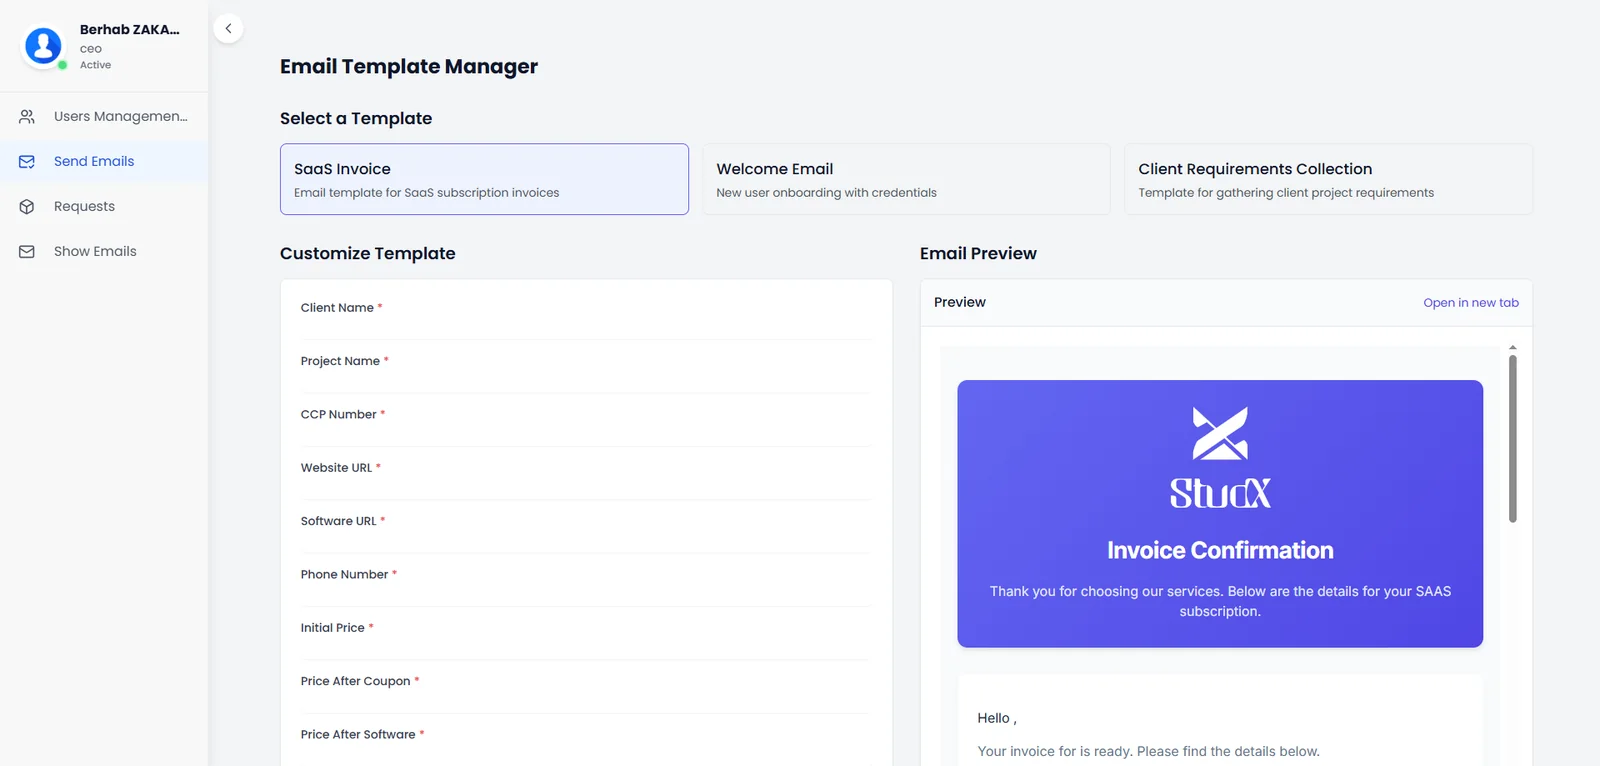 Berhab ZAKA...
ceo
Active
Users Managemen...
Send Emails
Requests
Show Emails
Email Template Manager
Select a Template
SaaS Invoice
Email template for SaaS subscription invoices
Welcome Email
New user onboarding with credentials
Client Requirements Collection
Template for gathering client project requirements
Customize Template
Client Name *
Project Name *
CCP Number *
Website URL *
Software URL *
Phone Number *
Initial Price *
Price After Coupon *
Price After Software *
Email Preview
Preview
Open in new tab
StudX
Invoice Confirmation
Thank you for choosing our services. Below are the details for your SAAS
subscription.
Hello ,
Your invoice for is ready. Please find the details below.